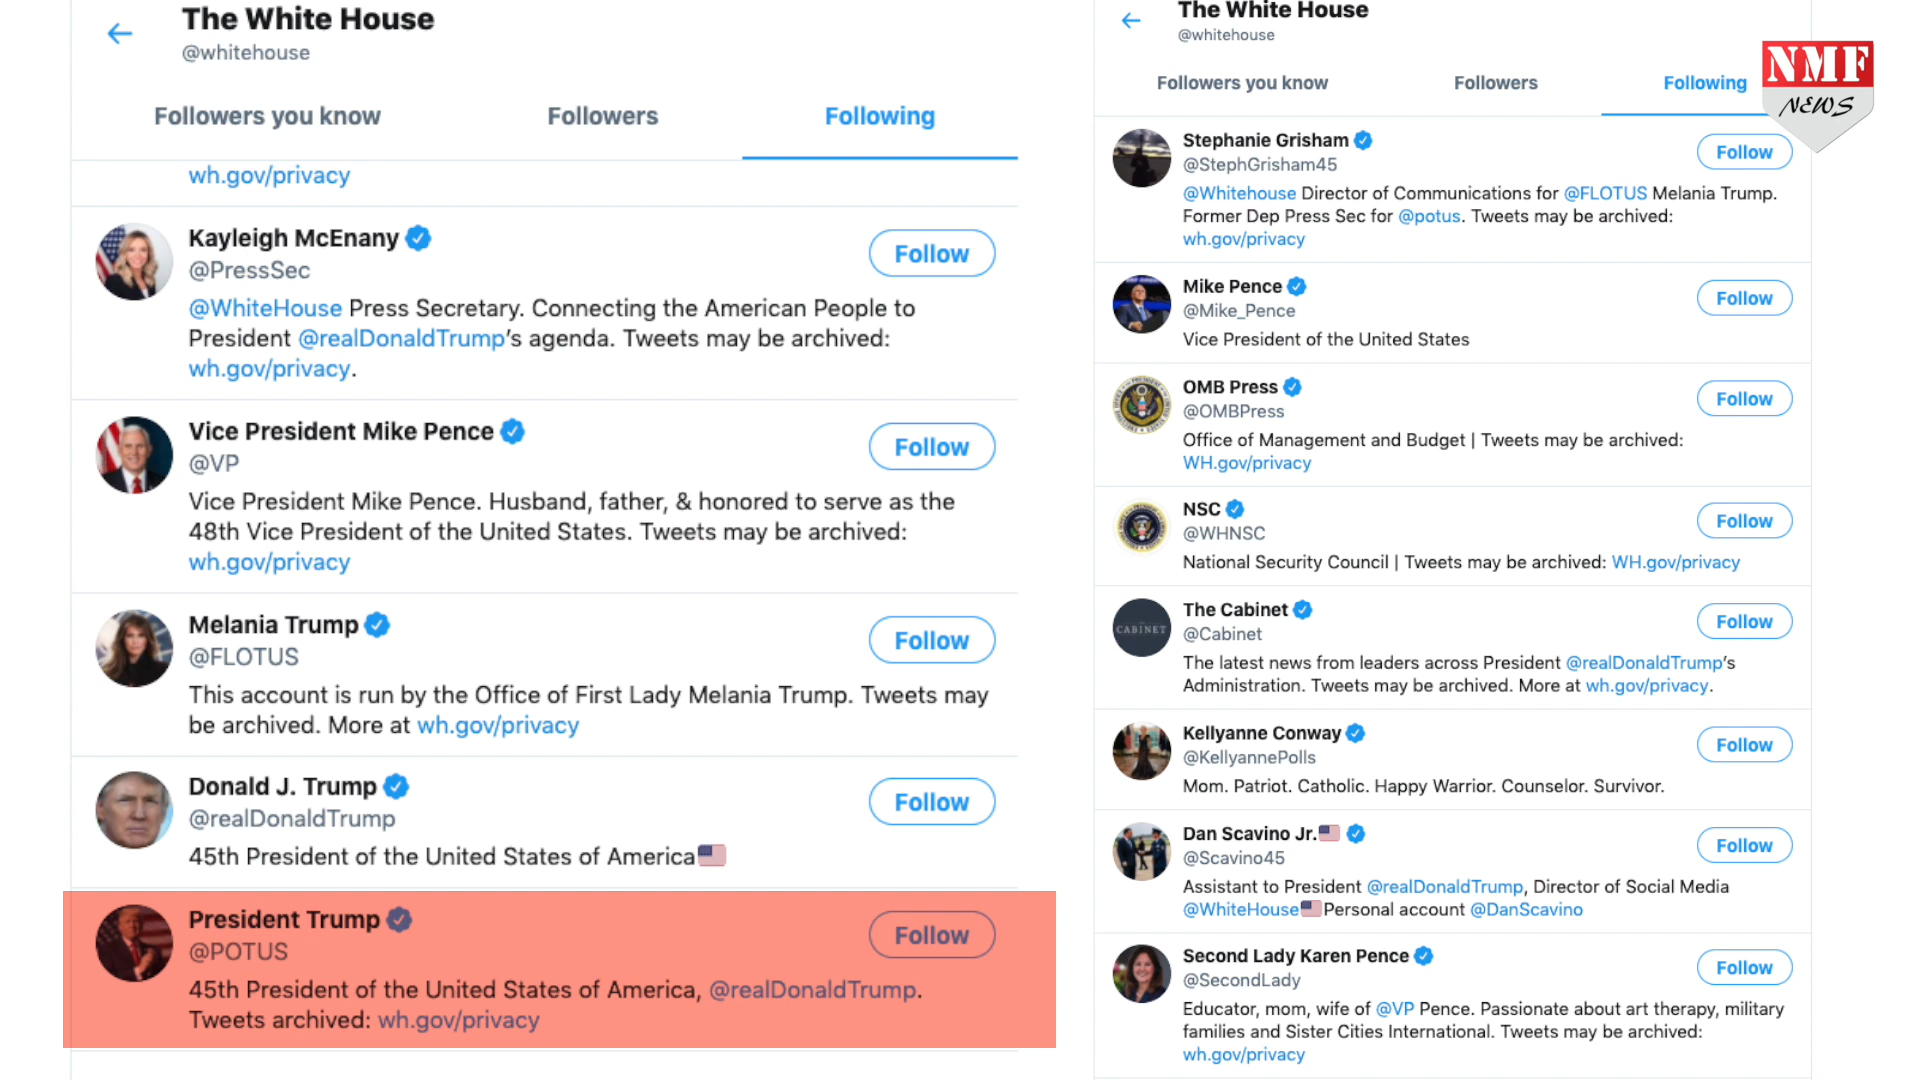 The White House
@whitehouse
Followers you know
Followers
Following
wh.gov/privacy
Kayleigh McEnany
@PressSec
Follow
@WhiteHouse Press Secretary. Connecting the American People to
President @realDonaldTrump's agenda. Tweets may be archived:
wh.gov/privacy.
Vice President Mike Pence
@VP
Follow
Vice President Mike Pence. Husband, father, & honored to serve as the
48th Vice President of the United States. Tweets may be archived:
wh.gov/privacy
Melania Trump
@FLOTUS
Follow
This account is run by the Office of First Lady Melania Trump. Tweets may
be archived. More at wh.gov/privacy
Donald J. Trump
@realDonaldTrump
Follow
45th President of the United States of America
President Trump
@POTUS
Follow
45th President of the United States of America, @realDonaldTrump.
Tweets archived: wh.gov/privacy
The White House
@whitehouse
Followers you know
Followers
Following
NMF
NEWS
Stephanie Grisham
@StephGrisham45
Follow
@Whitehouse Director of Communications for @FLOTUS Melania Trump.
Former Dep Press Sec for @potus. Tweets may be archived:
wh.gov/privacy
Mike Pence
@Mike_Pence
Follow
Vice President of the United States
OMB Press
@OMBPress
Follow
Office of Management and Budget | Tweets may be archived:
WH.gov/privacy
NSC
@WHNSC
Follow
National Security Council | Tweets may be archived: WH.gov/privacy
CABINET
The Cabinet
@Cabinet
Follow
The latest news from leaders across President @realDonaldTrump's
Administration. Tweets may be archived. More at wh.gov/privacy.
Kellyanne Conway
@KellyannePolls
Follow
Mom. Patriot. Catholic. Happy Warrior. Counselor. Survivor.
Dan Scavino Jr.
@Scavino45
Follow
Assistant to President @realDonaldTrump, Director of Social Media
@WhiteHouse Personal account @DanScavino
Second Lady Karen Pence
@SecondLady
Follow
Educator, mom, wife of @VP Pence. Passionate about art therapy, military
families and Sister Cities International. Tweets may be archived:
wh.gov/privacy